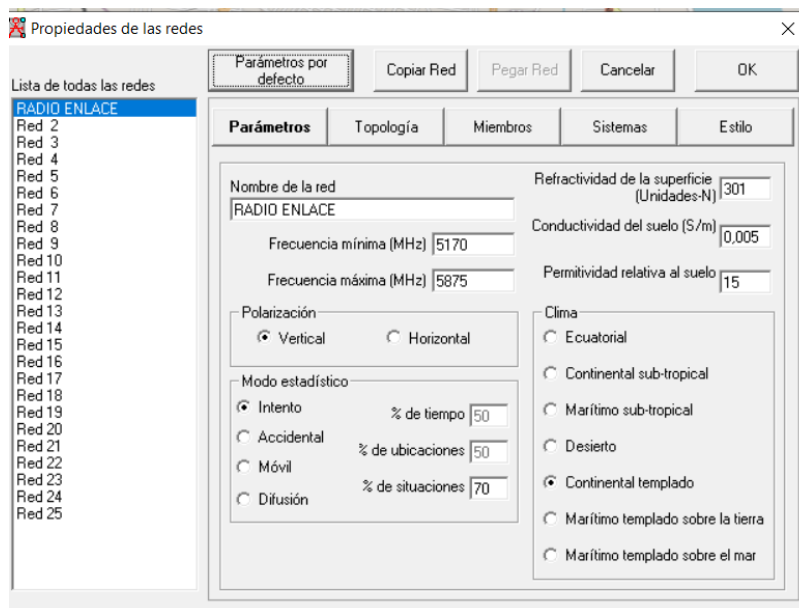 Propiedades de las redes
Parámetros por
defecto
Copiar Red
Pegar Red
Cancelar
OK
Lista de todas las redes
RADIO ENLACE
Red 2
Red 3
Red 4
Red 5
Red 6
Red 7
Red 8
Red 9
Red 10
Red 11
Red 12
Red 13
Red 14
Red 15
Red 16
Red 17
Red 18
Red 19
Red 20
Red 21
Red 22
Red 23
Red 24
Red 25
Parámetros
Topología
Miembros
Sistemas
Estilo
Nombre de la red
RADIO ENLACE
Frecuencia mínima (MHz) 5170
Frecuencia máxima (MHz) 5875
Polarización
Vertical
Horizontal
Modo estadístico
Intento
Accidental
Móvil
Difusión
% de tiempo 50
% de ubicaciones 50
% de situaciones 70
Refractividad de la superficie
(Unidades-N) 301
Conductividad del suelo (S/m) 0,005
Permitividad relativa al suelo 15
Clima
Ecuatorial
Continental sub-tropical
Marítimo sub-tropical
Desierto
Continental templado
Marítimo templado sobre la tierra
Marítimo templado sobre el mar